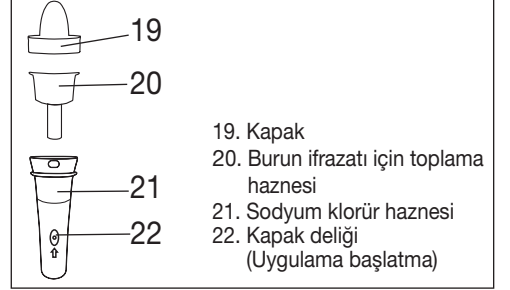 19
20
21
22
19. Kapak
20. Burun ifrazatı için toplama
haznesi
21. Sodyum klorür haznesi
22. Kapak deliği
(Uygulama başlatma)